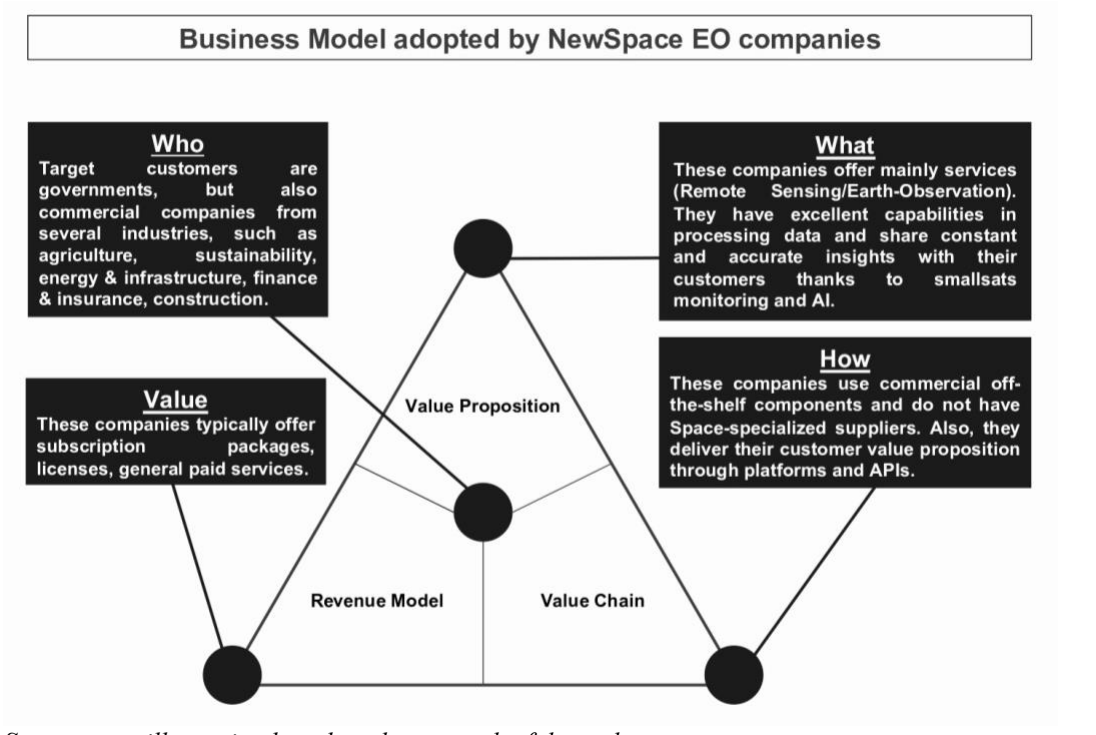 Business Model adopted by NewSpace EO companies
Who
Target customers are
governments, but also
commercial companies from
several industries, such as
agriculture, sustainability,
energy & infrastructure, finance
& insurance, construction.
What
These companies offer mainly services
(Remote Sensing/Earth-Observation).
They have excellent capabilities in
processing data and share constant
and accurate insights with their
customers thanks to smallsats
monitoring and AI.
Value
These companies typically offer
subscription packages,
licenses, general paid services.
How
These companies use commercial off-
the-shelf components and do not have
Space-specialized suppliers. Also, they
deliver their customer value proposition
through platforms and APIs.
Value Proposition
Revenue Model
Value Chain